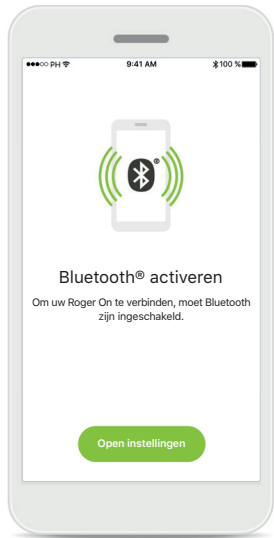 ●●●○○ PH 9:41 AM 100 %
®
Bluetooth® activeren
Om uw Roger On te verbinden, moet Bluetooth
zijn ingeschakeld.
Open instellingen